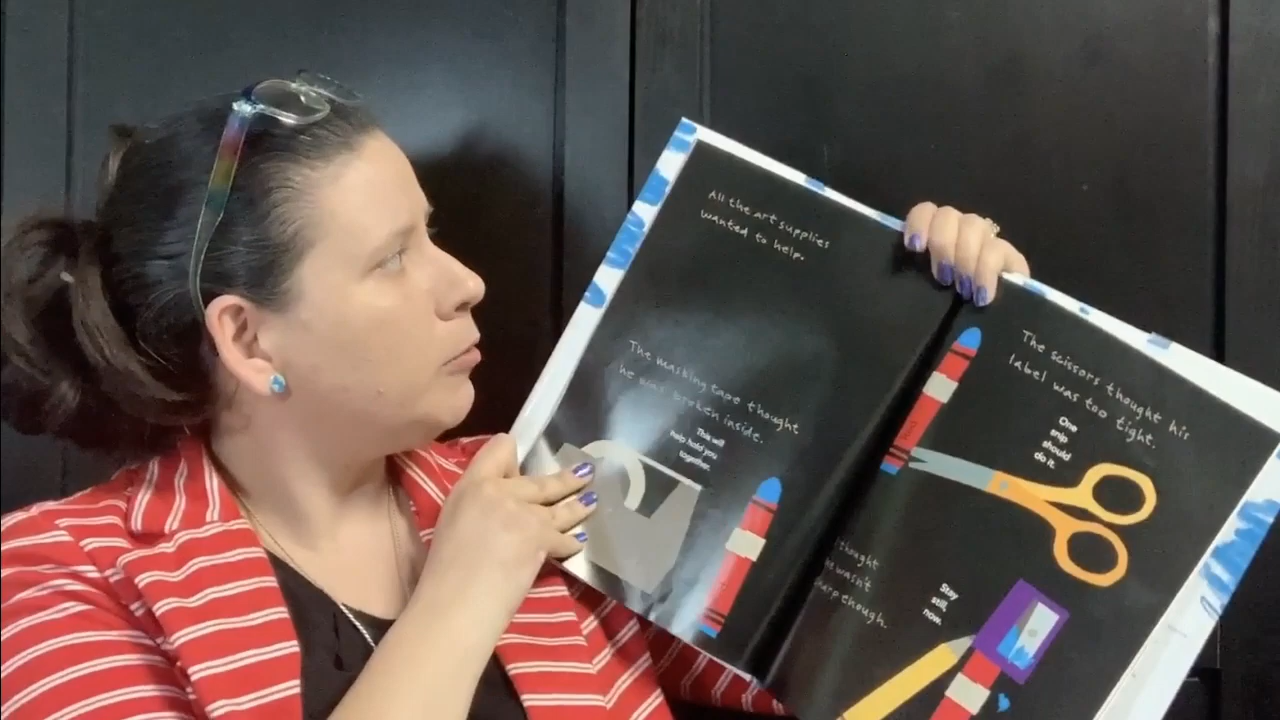 All the art supplies
wanted to help.
The masking tape thought
he was broken inside.
This will
help hold you
together.
The scissors thought his
label was too tight.
One
snip
should
do it.
Red
thought
he wasn't
sharp enough.
Stay
still,
now.